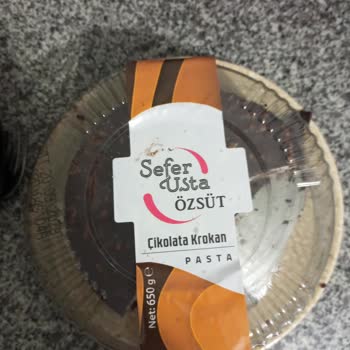 Sefer
Usta
ÖZSÜT
Çikolata Krokan
PASTA
Net: 650 g ℮